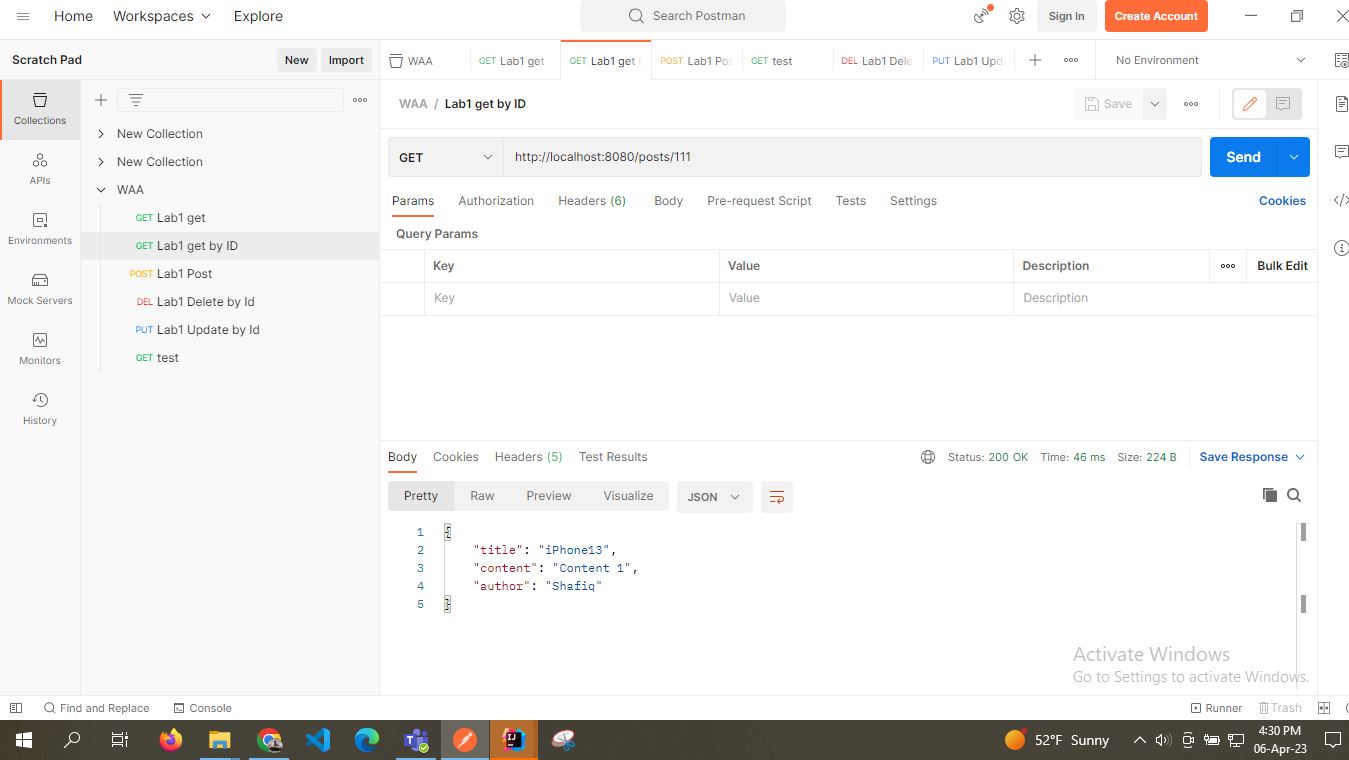 Home Workspaces Explore Search Postman Sign In Create Account
Scratch Pad New Import WAA GET Lab1 get GET Lab1 get POST Lab1 Pos GET test DEL Lab1 Dele PUT Lab1 Upd No Environment
WAA / Lab1 get by ID Save
Collections
APIs
Environments
Mock Servers
Monitors
History
New Collection
New Collection
WAA
GET Lab1 get
GET Lab1 get by ID
POST Lab1 Post
DEL Lab1 Delete by Id
PUT Lab1 Update by Id
GET test
GET http://localhost:8080/posts/111 Send
Params Authorization Headers (6) Body Pre-request Script Tests Settings Cookies
Query Params
Key Value Description Bulk Edit
Key Value Description
Body Cookies Headers (5) Test Results Status: 200 OK Time: 46 ms Size: 224 B Save Response
Pretty Raw Preview Visualize JSON
1 {
2 "title": "iPhone13",
3 "content": "Content 1",
4 "author": "Shafiq"
5 }
Activate Windows
Go to Settings to activate Windows.
Find and Replace Console Runner Trash
52°F Sunny 4:30 PM
06-Apr-23